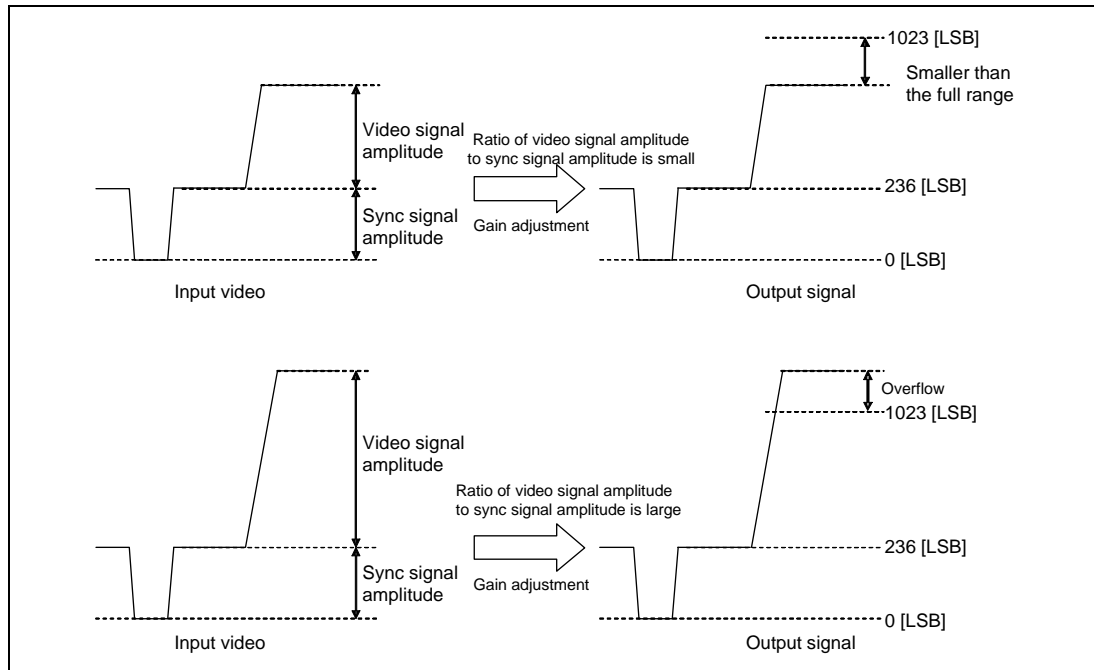 1023 [LSB]
Smaller than
the full range
Video signal
amplitude
Ratio of video signal amplitude
to sync signal amplitude is small
236 [LSB]
Sync signal
amplitude
Gain adjustment
0 [LSB]
Input video
Output signal
Overflow
1023 [LSB]
Video signal
amplitude
Ratio of video signal amplitude
to sync signal amplitude is large
236 [LSB]
Sync signal
amplitude
Gain adjustment
0 [LSB]
Input video
Output signal